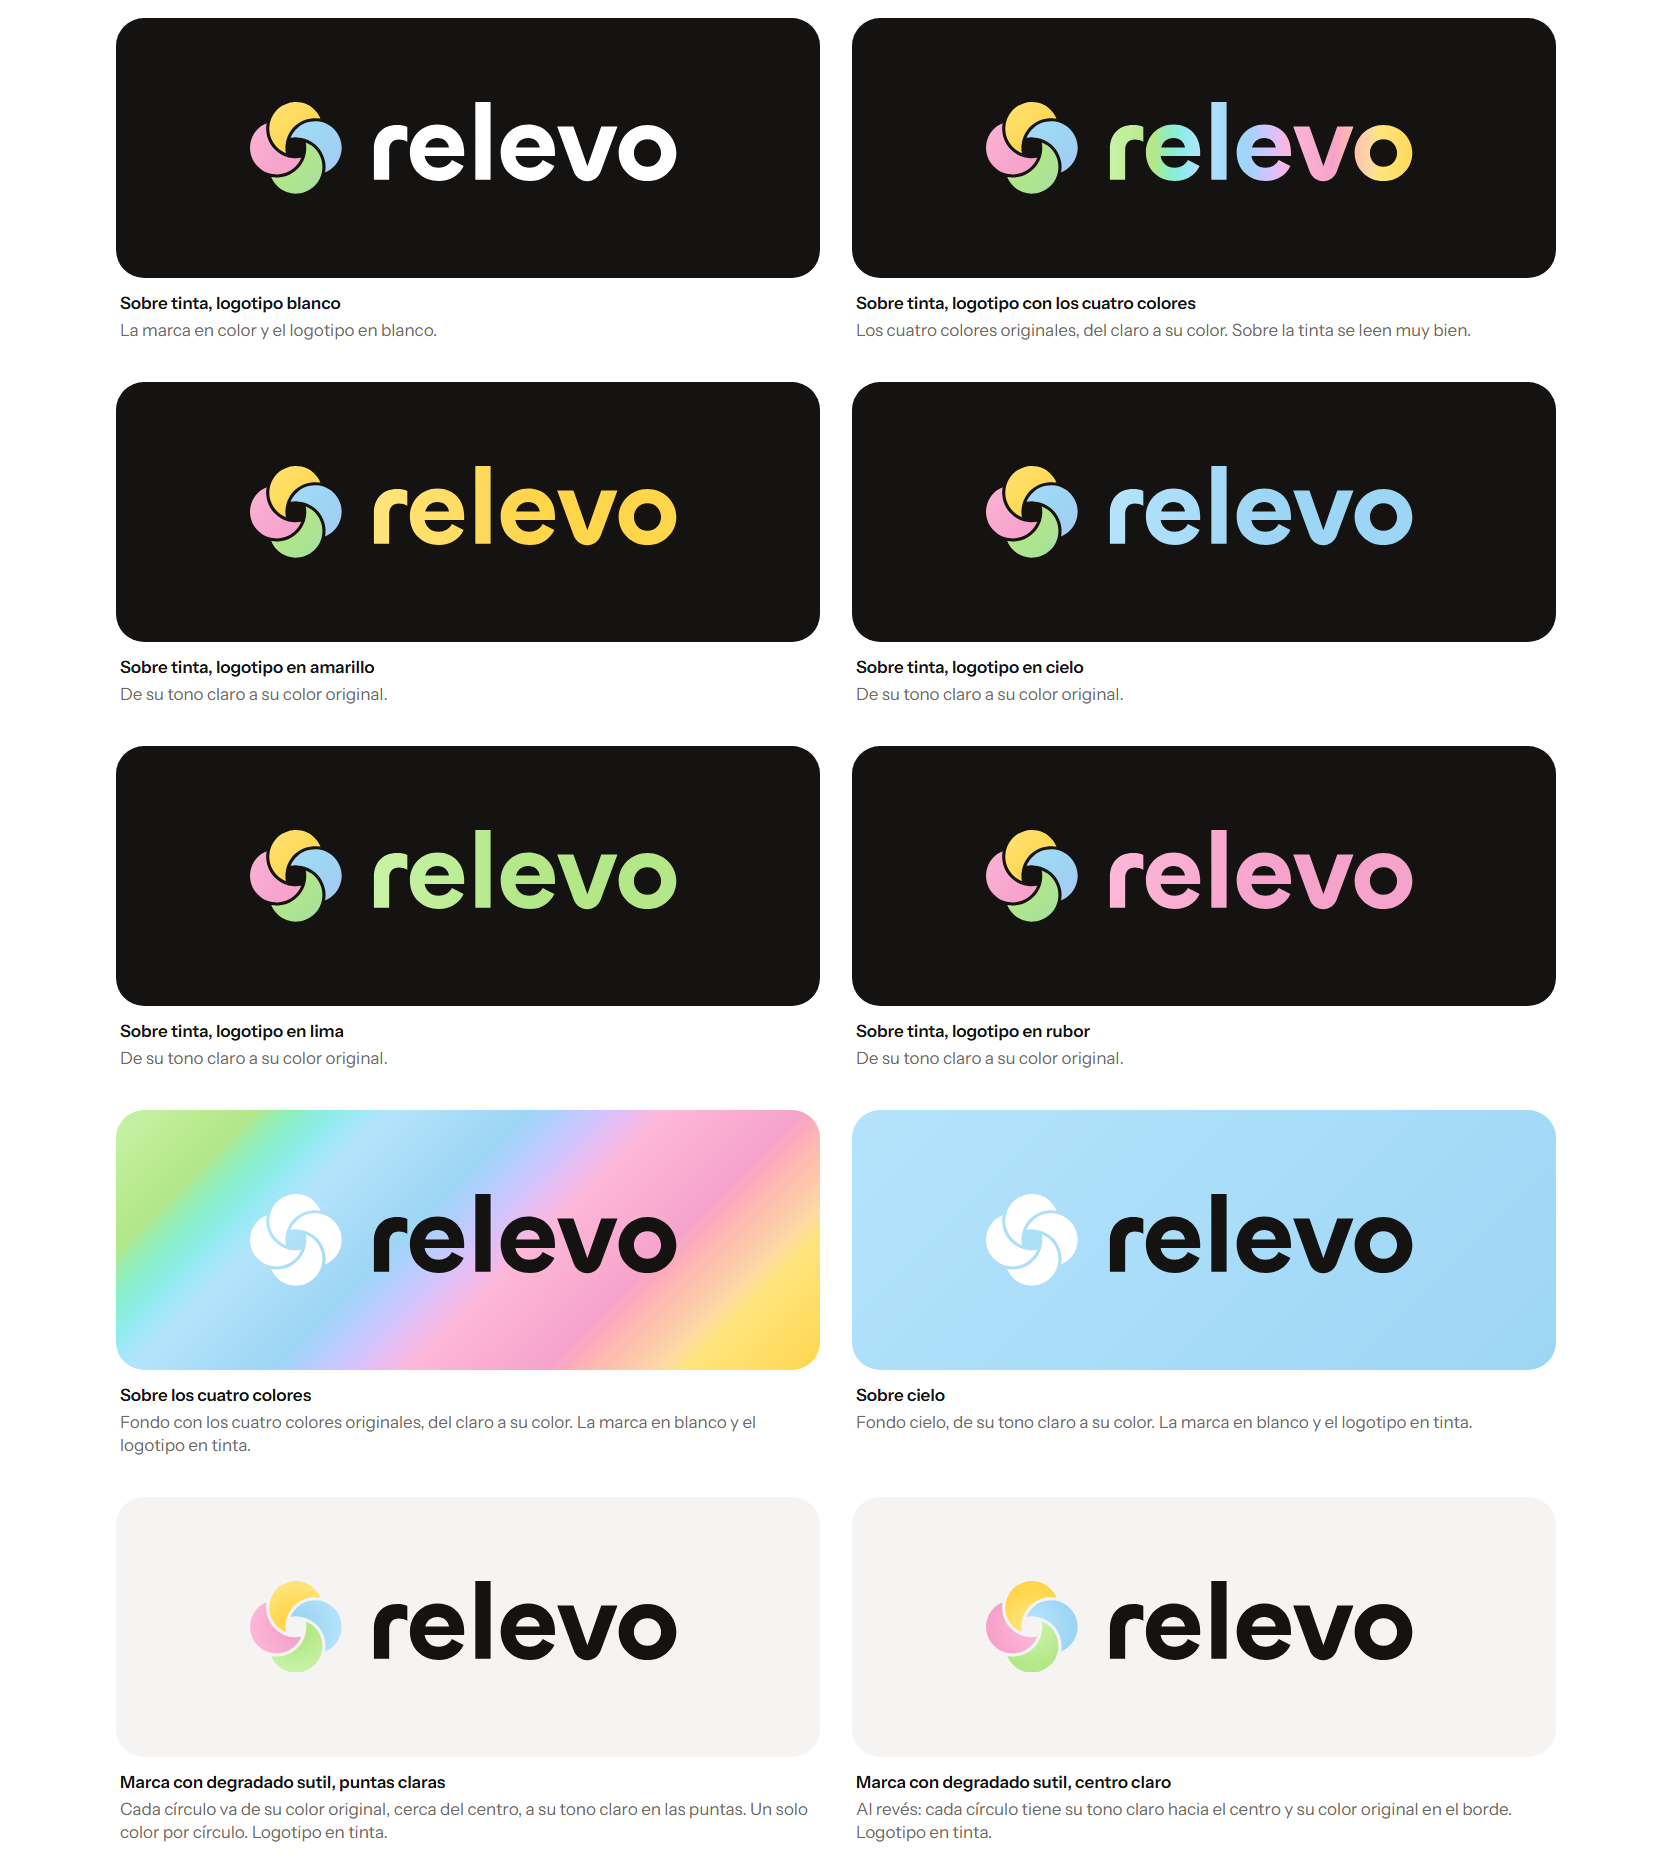 relevo
relevo
Sobre tinta, logotipo blanco
La marca en color y el logotipo en blanco.
Sobre tinta, logotipo con los cuatro colores
Los cuatro colores originales, del claro a su color. Sobre la tinta se leen muy bien.
relevo
relevo
Sobre tinta, logotipo en amarillo
De su tono claro a su color original.
Sobre tinta, logotipo en cielo
De su tono claro a su color original.
relevo
relevo
Sobre tinta, logotipo en lima
De su tono claro a su color original.
Sobre tinta, logotipo en rubor
De su tono claro a su color original.
relevo
relevo
Sobre los cuatro colores
Fondo con los cuatro colores originales, del claro a su color. La marca en blanco y el
logotipo en tinta.
Sobre cielo
Fondo cielo, de su tono claro a su color. La marca en blanco y el logotipo en tinta.
relevo
relevo
Marca con degradado sutil, puntas claras
Cada círculo va de su color original, cerca del centro, a su tono claro en las puntas. Un solo
color por círculo. Logotipo en tinta.
Marca con degradado sutil, centro claro
Al revés: cada círculo tiene su tono claro hacia el centro y su color original en el borde.
Logotipo en tinta.